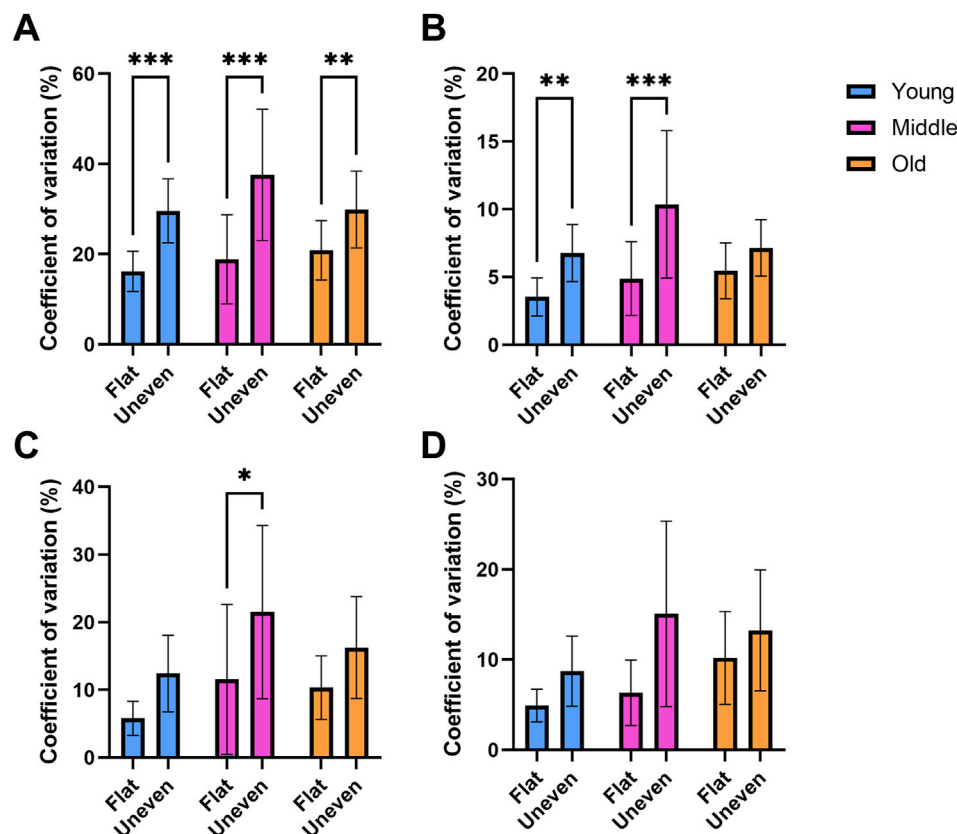 A
Coefficient of variation (%)
60
40
20
0
***
***
**
Flat
Uneven
Flat
Uneven
Flat
Uneven
B
Coefficient of variation (%)
20
15
10
5
0
**
***
Flat
Uneven
Flat
Uneven
Flat
Uneven
Young
Middle
Old
C
Coefficient of variation (%)
40
30
20
10
0
*
Flat
Uneven
Flat
Uneven
Flat
Uneven
D
Coefficient of variation (%)
30
20
10
0
Flat
Uneven
Flat
Uneven
Flat
Uneven